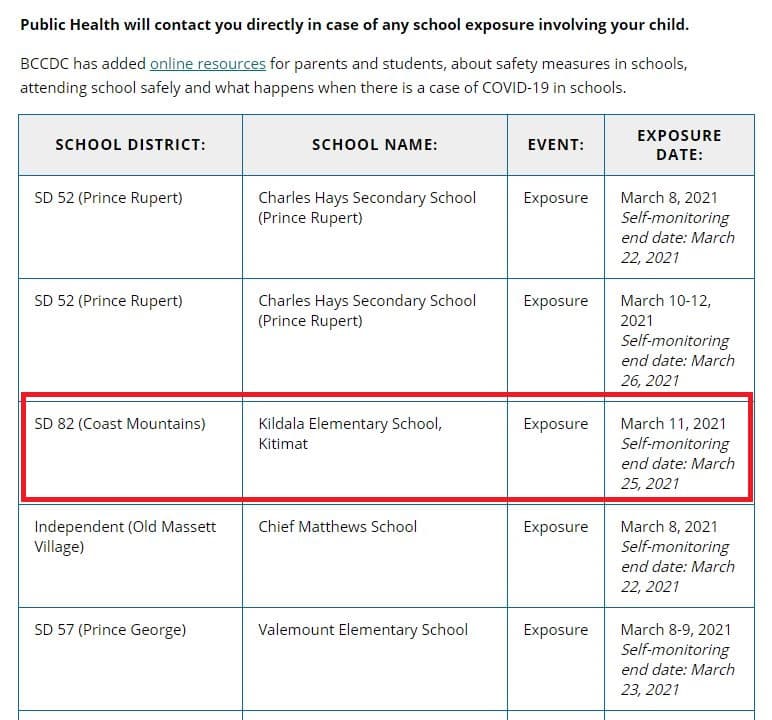 Public Health will contact you directly in case of any school exposure involving your child.
BCCDC has added online resources for parents and students, about safety measures in schools,
attending school safely and what happens when there is a case of COVID-19 in schools.
SCHOOL DISTRICT:
SCHOOL NAME:
EVENT:
EXPOSURE
DATE:
SD 52 (Prince Rupert)
Charles Hays Secondary School
(Prince Rupert)
Exposure
March 8, 2021
Self-monitoring
end date: March
22, 2021
SD 52 (Prince Rupert)
Charles Hays Secondary School
(Prince Rupert)
Exposure
March 10-12,
2021
Self-monitoring
end date: March
26, 2021
SD 82 (Coast Mountains)
Kildala Elementary School,
Kitimat
Exposure
March 11, 2021
Self-monitoring
end date: March
25, 2021
Independent (Old Massett
Village)
Chief Matthews School
Exposure
March 8, 2021
Self-monitoring
end date: March
22, 2021
SD 57 (Prince George)
Valemount Elementary School
Exposure
March 8-9, 2021
Self-monitoring
end date: March
23, 2021